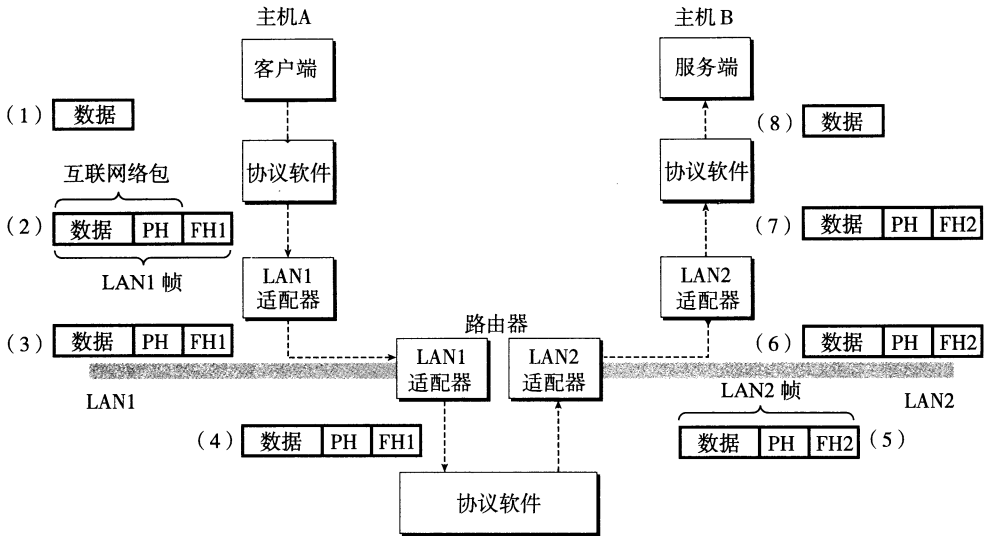 主机A
主机 B
客户端
服务端
(1) 数据
(8) 数据
协议软件
协议软件
互联网络包
(2) 数据 PH FH1
(7) 数据 PH FH2
LAN1 帧
LAN1
适配器
LAN2
适配器
路由器
(3) 数据 PH FH1
(6) 数据 PH FH2
LAN1
适配器
LAN2
适配器
LAN1
LAN2 帧
LAN2
(4) 数据 PH FH1
数据 PH FH2 (5)
协议软件